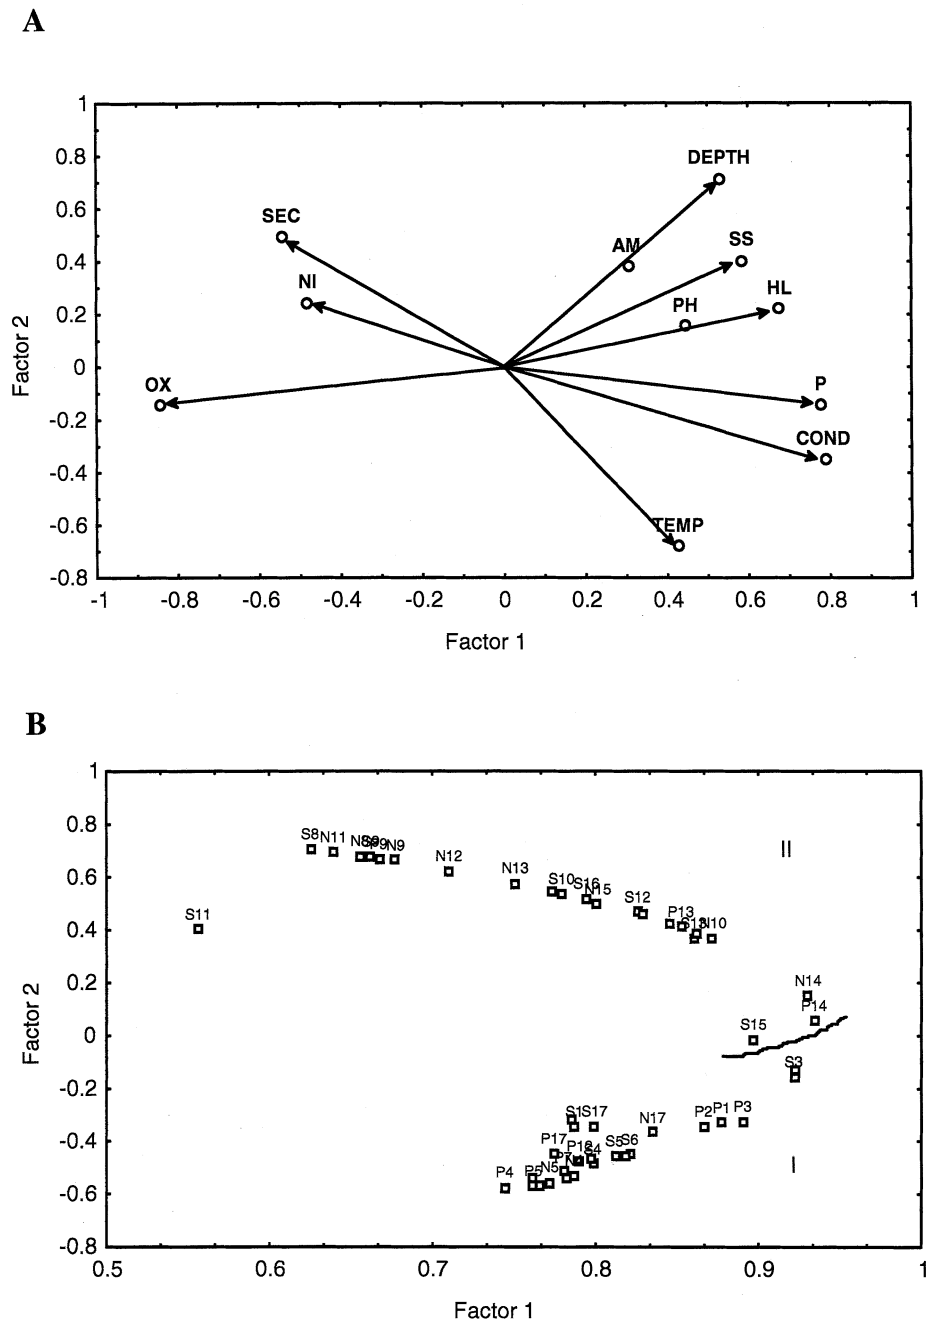 A
1
0.8
DEPTH
0.6
SEC
SS
AM
0.4
NI
HL
PH
0.2
Factor 2
0
OX
P
-0.2
COND
-0.4
TEMP
-0.6
-0.8
-1 -0.8 -0.6 -0.4 -0.2 0 0.2 0.4 0.6 0.8 1
Factor 1
B
1
0.8
S8 N11 N9
II
N12
0.6
N13
S10 S16
N15
S12
S11
P13
N10
0.4
0.2
N14
P14
Factor 2
S15
0
S3
-0.2
S1 S17
N17 P2 P1 P3
-0.4
P17
S5 S6
S4
I
P4 P5 N5
-0.6
-0.8
0.5 0.6 0.7 0.8 0.9 1
Factor 1